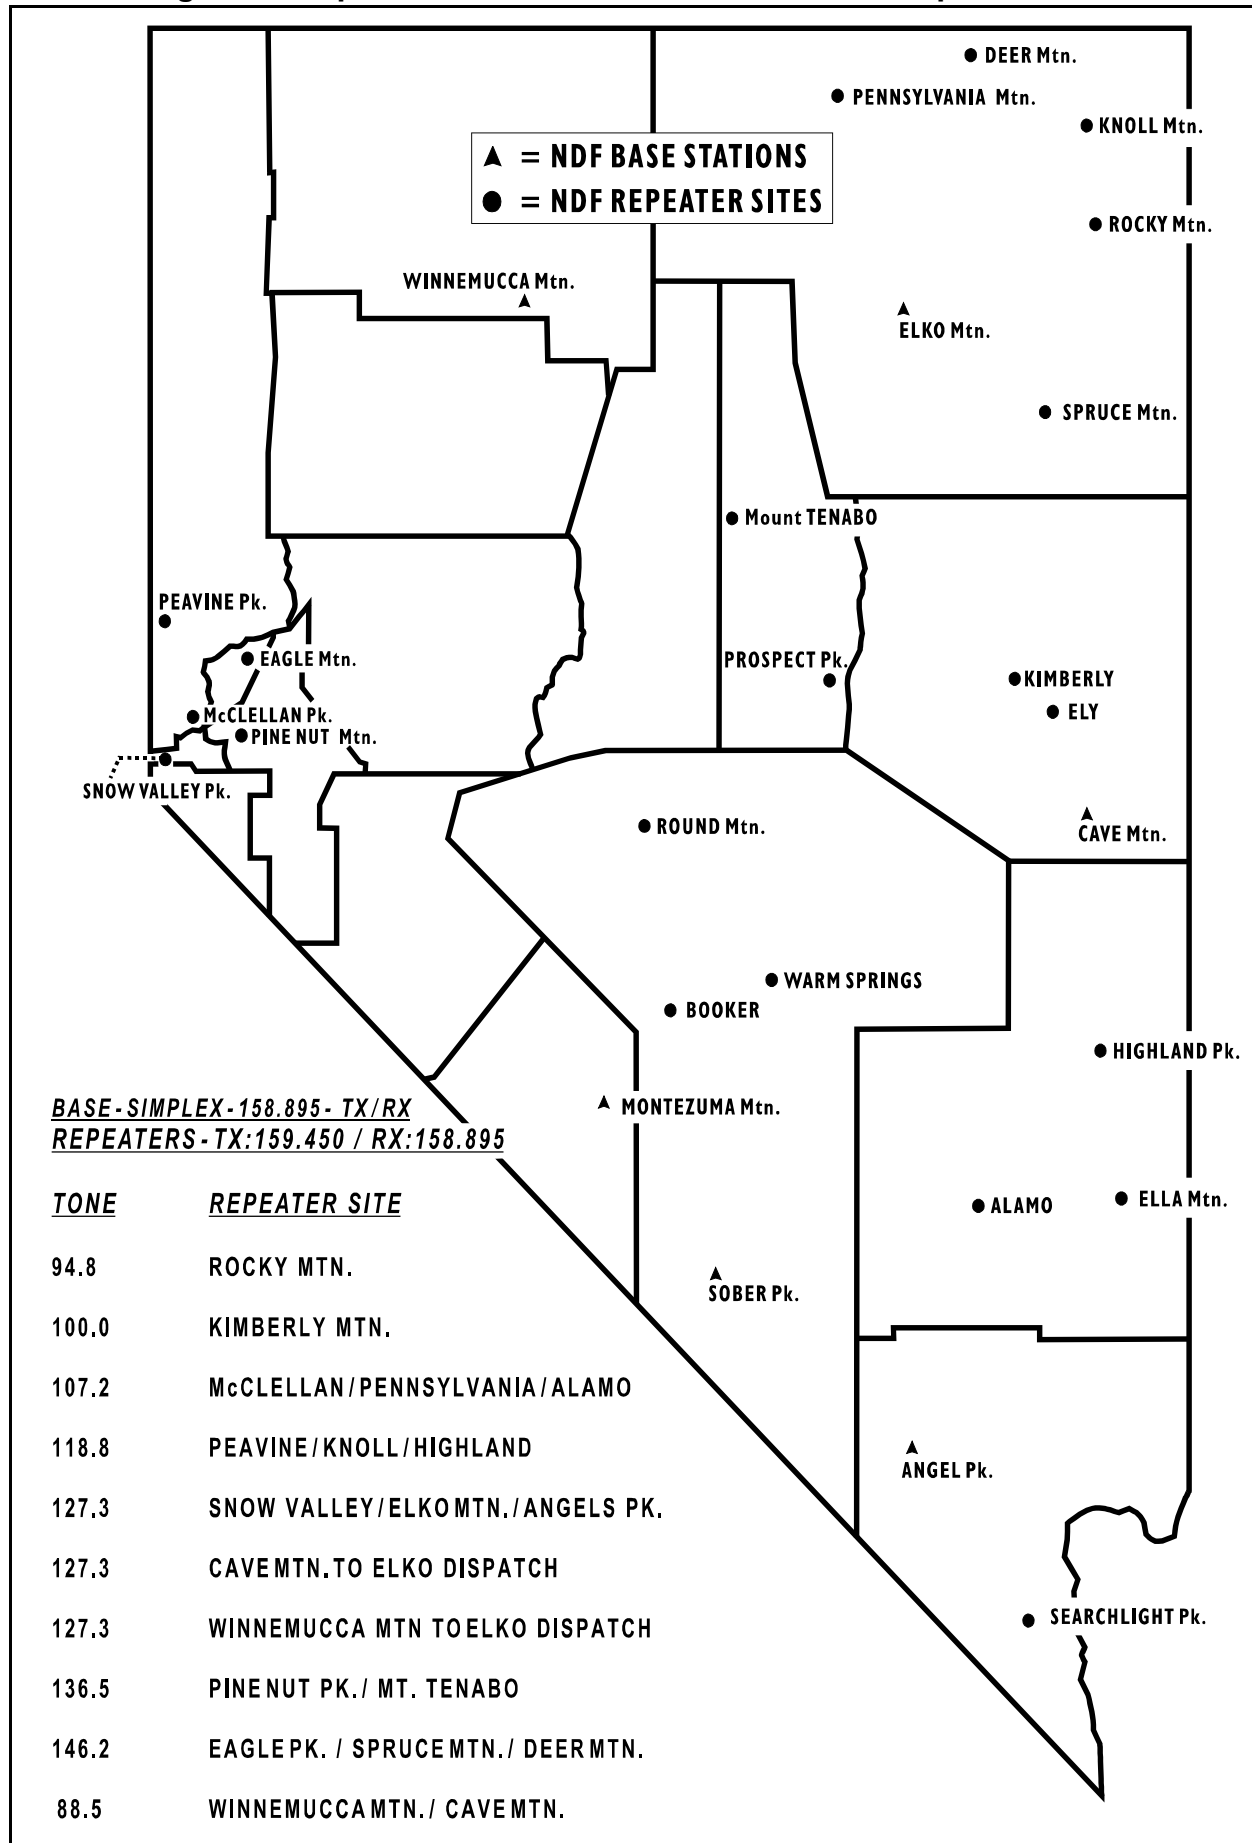 DEER Mtn.
PENNSYLVANIA Mtn.
KNOLL Mtn.
= NDF BASE STATIONS
= NDF REPEATER SITES
ROCKY Mtn.
WINNEMUCCA Mtn.
ELKO Mtn.
SPRUCE Mtn.
Mount TENABO
PEAVINE Pk.
EAGLE Mtn.
PROSPECT Pk.
KIMBERLY
ELY
McCLELLAN Pk.
PINE NUT Mtn.
SNOW VALLEY Pk.
ROUND Mtn.
CAVE Mtn.
WARM SPRINGS
BOOKER
HIGHLAND Pk.
MONTEZUMA Mtn.
ALAMO
ELLA Mtn.
SOBER Pk.
ANGEL Pk.
SEARCHLIGHT Pk.
BASE-SIMPLEX-158.895- TX/RX
REPEATERS-TX:159.450 / RX:158.895
TONE REPEATER SITE
94.8 ROCKY MTN.
100.0 KIMBERLY MTN.
107.2 McCLELLAN/PENNSYLVANIA/ALAMO
118.8 PEAVINE/KNOLL/HIGHLAND
127.3 SNOW VALLEY/ELKO MTN./ANGELS PK.
127.3 CAVE MTN. TO ELKO DISPATCH
127.3 WINNEMUCCA MTN TO ELKO DISPATCH
136.5 PINE NUT PK./ MT. TENABO
146.2 EAGLE PK. / SPRUCE MTN./ DEER MTN.
88.5 WINNEMUCCA MTN./ CAVE MTN.